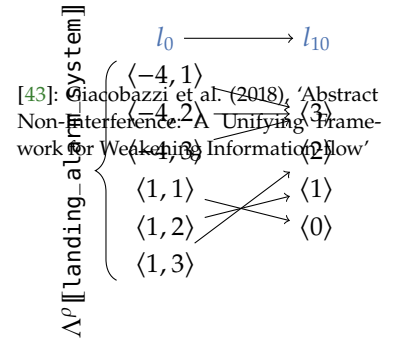 l₀ → l₁₀
⟨−4, 1⟩
[43]: Giacobazzi et al. (2018), ‘Abstract
⟨−4, 2⟩ ⟨3⟩
Non-Interference: A Unifying Frame-
⟨−4, 3⟩ ⟨2⟩
work for Weakening Information-flow’
⟨1, 1⟩ ⟨1⟩
⟨1, 2⟩ ⟨0⟩
⟨1, 3⟩
Λρ⟦landing_alarm_system⟧